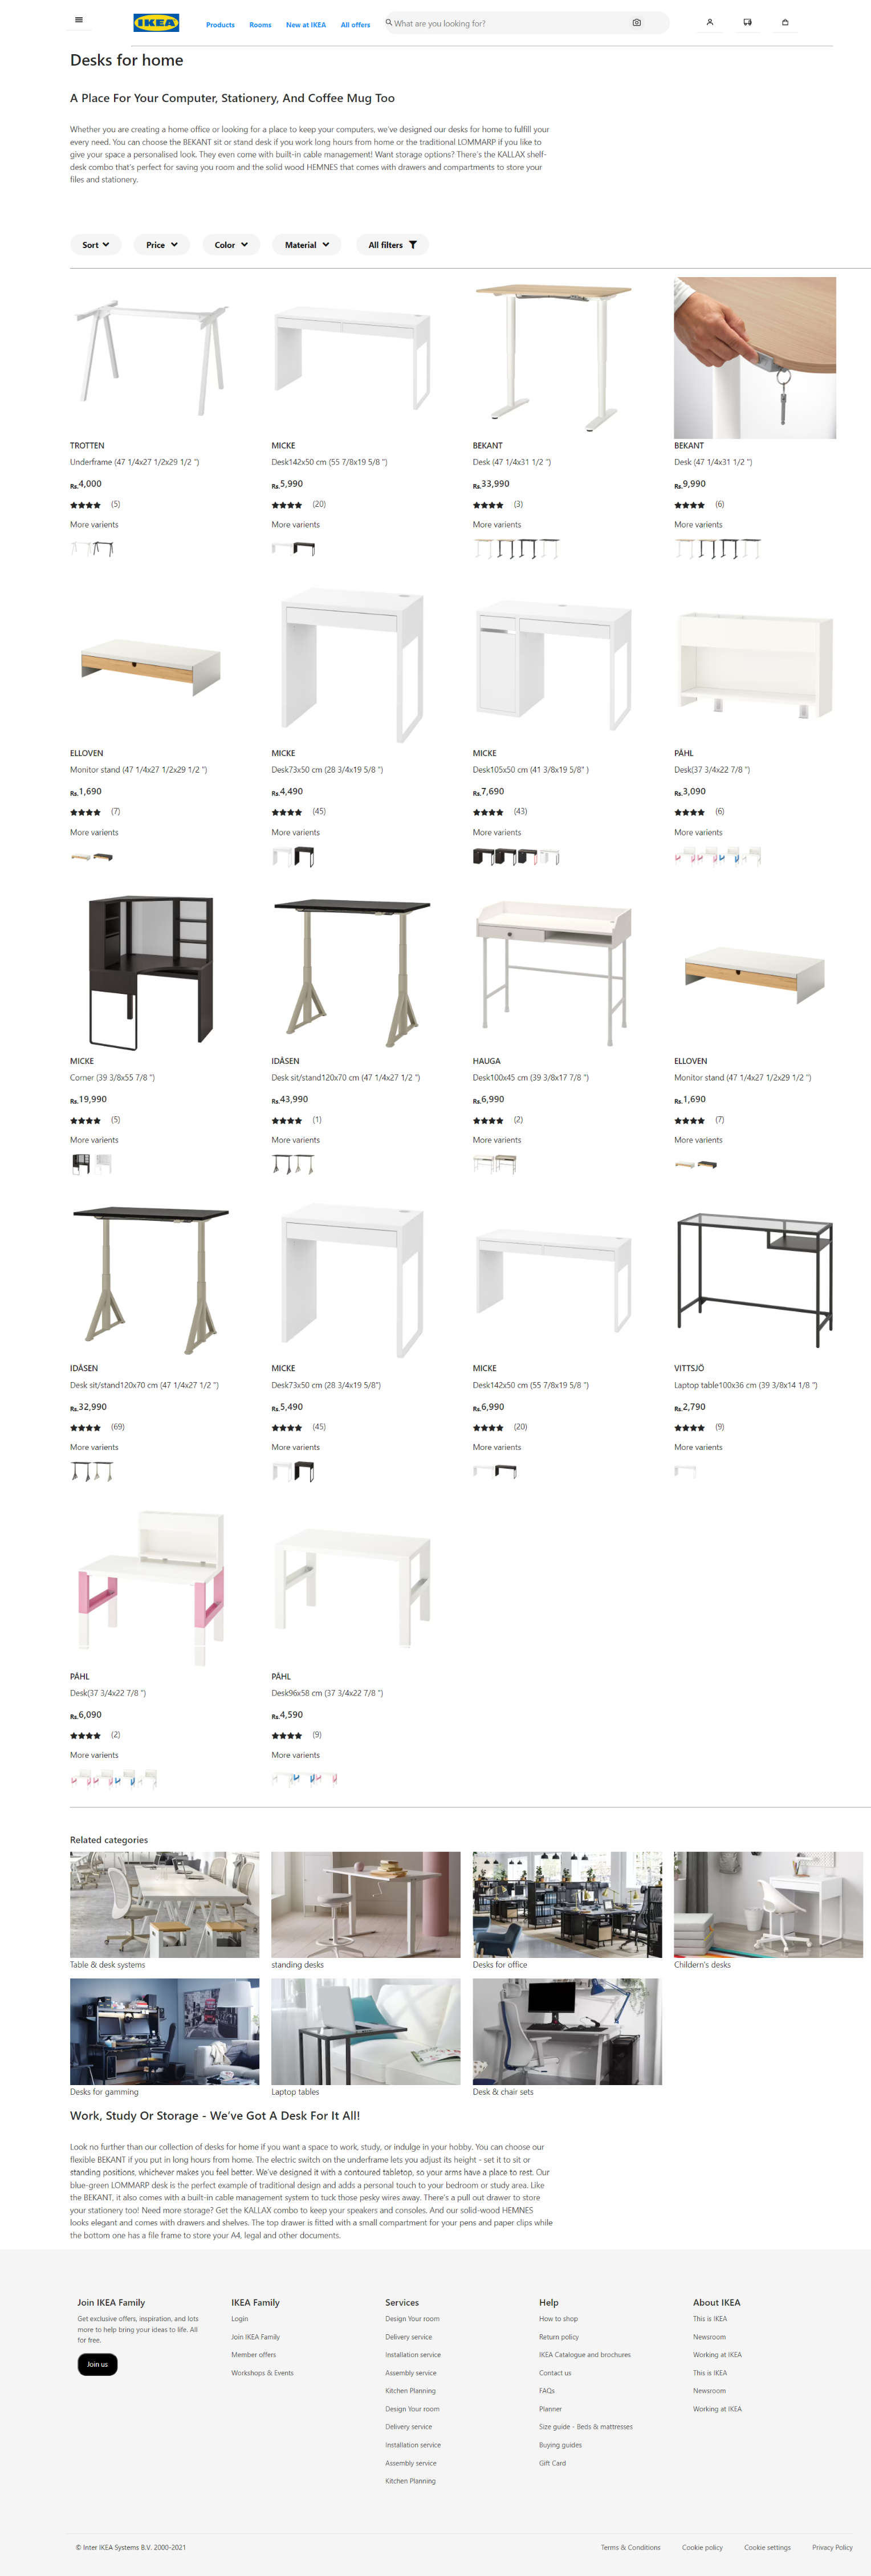 IKEA
Products Rooms New at IKEA All offers What are you looking for?
Desks for home
A Place For Your Computer, Stationery, And Coffee Mug Too
Whether you are creating a home office or looking for a place to keep your computers, we've designed our desks for home to fulfill your
every need. You can choose the BEKANT sit or stand desk if you work long hours from home or the traditional LOMMARP if you like to
give your space a personalised look. They even come with built-in cable management! Want storage options? There's the KALLAX shelf-
desk combo that's perfect for saving you room and the solid wood HEMNES that comes with drawers and compartments to store your
files and stationery.
Sort Price Color Material All filters
TROTTEN MICKE BEKANT BEKANT
Underframe (47 1/4x27 1/2x29 1/2 ") Desk142x50 cm (55 7/8x19 5/8 ") Desk (47 1/4x31 1/2 ") Desk (47 1/4x31 1/2 ")
Rs.4,000 Rs.5,990 Rs.33,990 Rs.9,990
(5) (20) (3) (6)
More varients More varients More varients More varients
ELLOVEN MICKE MICKE PÅHL
Monitor stand (47 1/4x27 1/2x29 1/2 ") Desk73x50 cm (28 3/4x19 5/8 ") Desk105x50 cm (41 3/8x19 5/8" ) Desk(37 3/4x22 7/8 ")
Rs.1,690 Rs.4,490 Rs.7,690 Rs.3,090
(7) (45) (43) (6)
More varients More varients More varients More varients
MICKE IDÅSEN HAUGA ELLOVEN
Corner (39 3/8x55 7/8 ") Desk sit/stand120x70 cm (47 1/4x27 1/2 ") Desk100x45 cm (39 3/8x17 7/8 ") Monitor stand (47 1/4x27 1/2x29 1/2 ")
Rs.19,990 Rs.43,990 Rs.6,990 Rs.1,690
(5) (1) (2) (7)
More varients More varients More varients More varients
IDÅSEN MICKE MICKE VITTSJÖ
Desk sit/stand120x70 cm (47 1/4x27 1/2 ") Desk73x50 cm (28 3/4x19 5/8") Desk142x50 cm (55 7/8x19 5/8 ") Laptop table100x36 cm (39 3/8x14 1/8 ")
Rs.32,990 Rs.5,490 Rs.6,990 Rs.2,790
(69) (45) (20) (9)
More varients More varients More varients More varients
PÅHL PÅHL
Desk(37 3/4x22 7/8 ") Desk96x58 cm (37 3/4x22 7/8 ")
Rs.6,090 Rs.4,590
(2) (9)
More varients More varients
Related categories
Table & desk systems standing desks Desks for office Childern's desks
Desks for gamming Laptop tables Desk & chair sets
Work, Study Or Storage - We've Got A Desk For It All!
Look no further than our collection of desks for home if you want a space to work, study, or indulge in your hobby. You can choose our
flexible BEKANT if you put in long hours from home. The electric switch on the underframe lets you adjust its height - set it to sit or
standing positions, whichever makes you feel better. We've designed it with a contoured tabletop, so your arms have a place to rest. Our
blue-green LOMMARP desk is the perfect example of traditional design and adds a personal touch to your bedroom or study area. Like
the BEKANT, it also comes with a built-in cable management system to tuck those pesky wires away. There's a pull out drawer to store
your stationery too! Need more storage? Get the KALLAX combo to keep your speakers and consoles. And our solid-wood HEMNES
looks elegant and comes with drawers and shelves. The top drawer is fitted with a small compartment for your pens and paper clips while
the bottom one has a file frame to store your A4, legal and other documents.
Join IKEA Family
Get exclusive offers, inspiration, and lots
more to help bring your ideas to life. All
for free.
Join us
IKEA Family
Login
Join IKEA Family
Member offers
Workshops & Events
Services
Design Your room
Delivery service
Installation service
Assembly service
Kitchen Planning
Design Your room
Delivery service
Installation service
Assembly service
Kitchen Planning
Help
How to shop
Return policy
IKEA Catalogue and brochures
Contact us
FAQs
Planner
Size guide - Beds & mattresses
Buying guides
Gift Card
About IKEA
This is IKEA
Newsroom
Working at IKEA
This is IKEA
Newsroom
Working at IKEA
© Inter IKEA Systems B.V. 2000-2021 Terms & Conditions Cookie policy Cookie settings Privacy Policy